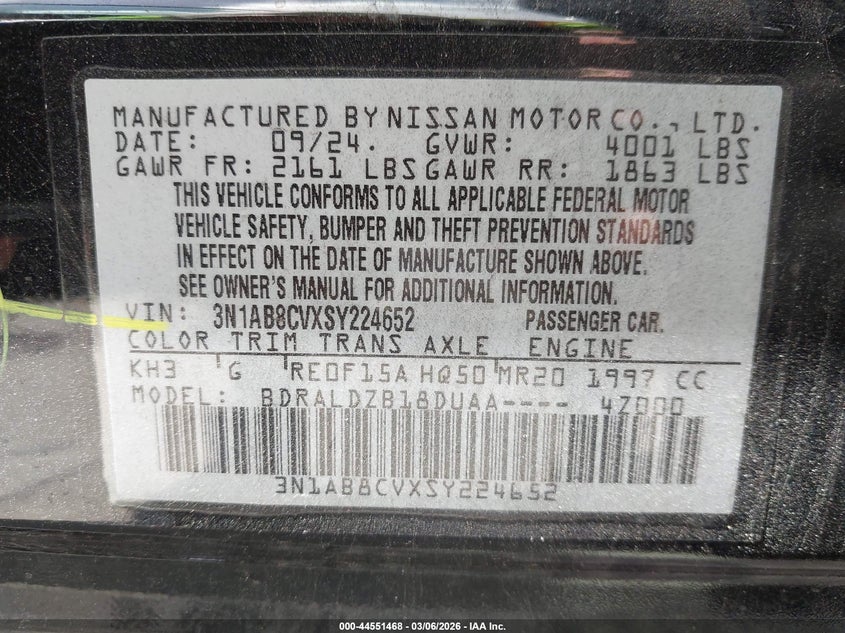 MANUFACTURED BY NISSAN MOTOR CO., LTD.
DATE: 09/24. GVWR: 4001 LBS
GAWR FR: 2161 LBS GAWR RR: 1863 LBS
THIS VEHICLE CONFORMS TO ALL APPLICABLE FEDERAL MOTOR
VEHICLE SAFETY, BUMPER AND THEFT PREVENTION STANDARDS
IN EFFECT ON THE DATE OF MANUFACTURE SHOWN ABOVE.
SEE OWNER'S MANUAL FOR ADDITIONAL INFORMATION.
VIN: 3N1AB8CVXSY224652 PASSENGER CAR.
COLOR TRIM TRANS AXLE ENGINE
KH3 G RE0F15A HQ50 MR20 1997 CC
MODEL: BDRALDZB18DUAA---- 4Z000
3N1AB8CVXSY224652
000-44551468 | 03/06/2026 - IAA Inc.